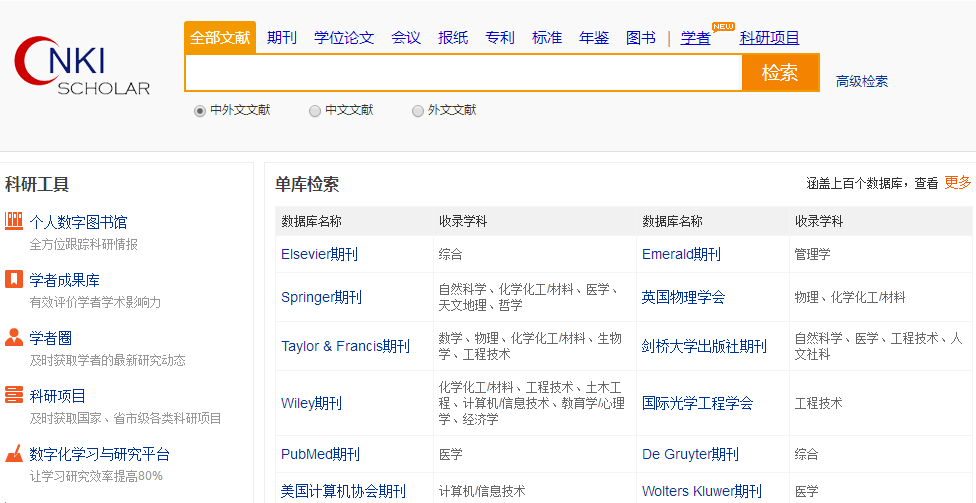 CNKI
SCHOLAR
全部文献 期刊 学位论文 会议 报纸 专利 标准 年鉴 图书 | 学者 NEW 科研项目
检索 高级检索
中外文文献 中文文献 外文文献
科研工具
个人数字图书馆
全方位跟踪科研情报
学者成果库
有效评价学者学术影响力
学者圈
及时获取学者的最新研究动态
科研项目
及时获取国家、省市级各类科研项目
数字化学习与研究平台
让学习研究效率提高80%
单库检索 涵盖上百个数据库，查看 更多
数据库名称 收录学科 数据库名称 收录学科
Elsevier期刊 综合 Emerald期刊 管理学
Springer期刊 自然科学、化学化工/材料、医学、
天文地理、哲学
英国物理学会 物理、化学化工/材料
Taylor & Francis期刊 数学、物理、化学化工/材料、生物
学、工程技术
剑桥大学出版社期刊 自然科学、医学、工程技术、人
文社科
Wiley期刊 化学化工/材料、工程技术、土木工
程、计算机/信息技术、教育学/心理
学、经济学
国际光学工程学会 工程技术
PubMed期刊 医学 De Gruyter期刊 综合
美国计算机协会期刊 计算机/信息技术 Wolters Kluwer期刊 医学